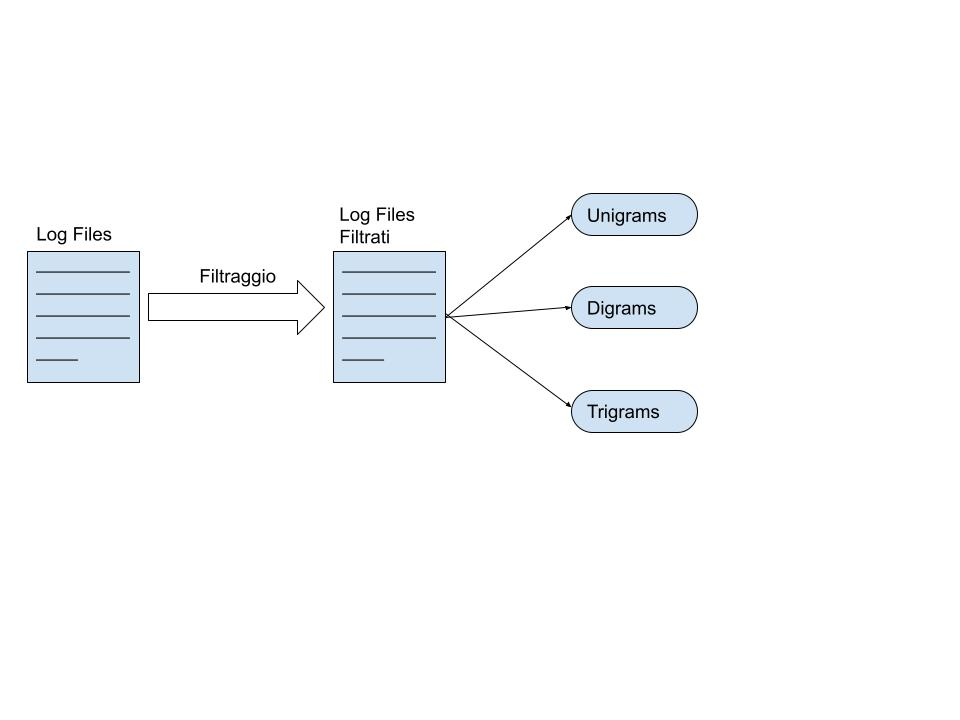 Log Files
Filtraggio
Log Files
Filtrati
Unigrams
Digrams
Trigrams